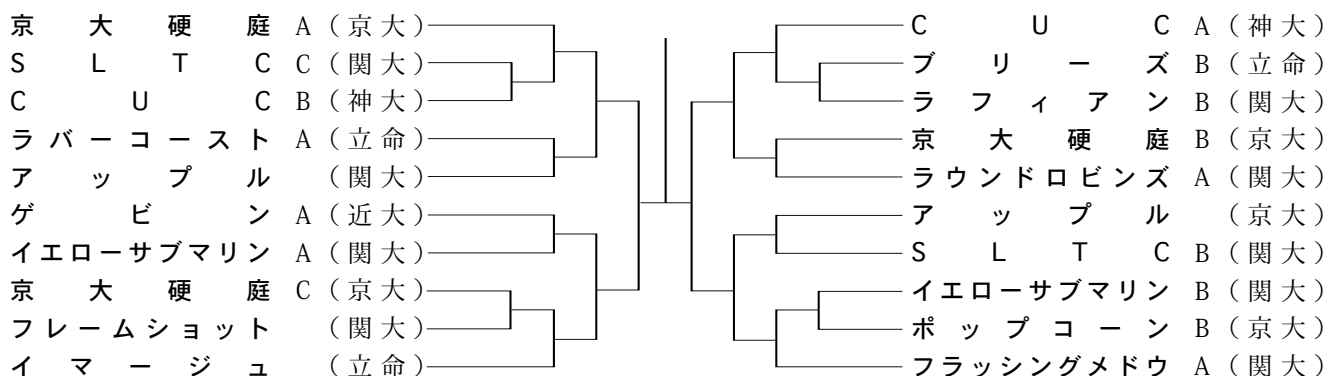 京大硬庭 A（京大）
SLTC C（関大）
CUC B（神大）
ラバーコースト A（立命）
アップル （関大）
ゲビン A（近大）
イエローサブマリン A（関大）
京大硬庭 C（京大）
フレームショット （関大）
イマージュ （立命）
CUC A（神大）
ブリーズ B（立命）
ラフィアン B（関大）
京大硬庭 B（京大）
ラウンドロビンズ A（関大）
アップル （京大）
SLTC B（関大）
イエローサブマリン B（関大）
ポップコーン B（京大）
フラッシングメドウ A（関大）